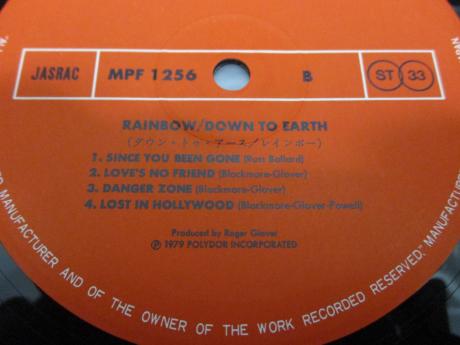 JASRAC MPF 1256 B ST 33
RAINBOW/DOWN TO EARTH
(ダウン・トゥ・アース/レインボー)
1. SINCE YOU BEEN GONE (Russ Ballard)
2. LOVE'S NO FRIEND (Blackmore-Glover)
3. DANGER ZONE (Blackmore-Glover)
4. LOST IN HOLLYWOOD (Blackmore-Glover-Powell)
Produced by Roger Glover
Ⓟ 1979 POLYDOR INCORPORATED
MANUFACTURER AND OF THE OWNER OF THE WORK RECORDED RESERVED.